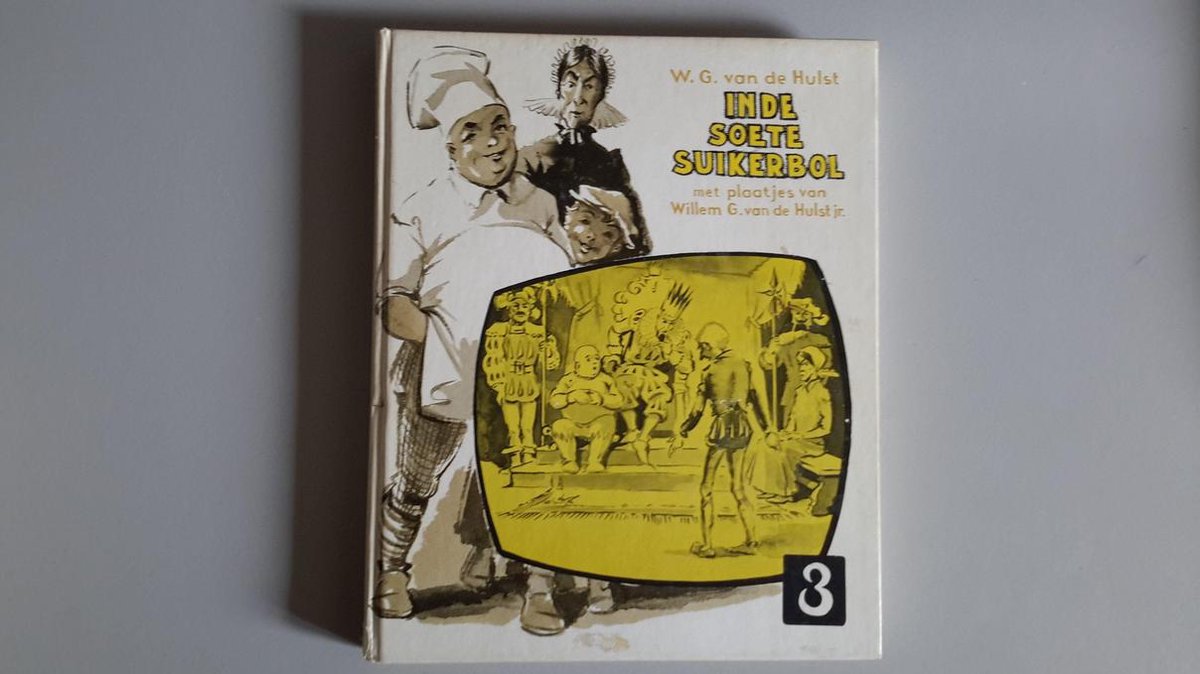 W. G. van de Hulst
IN DE
SOETE
SUIKERBOL
met plaatjes van
Willem G. van de Hulst jr.
3